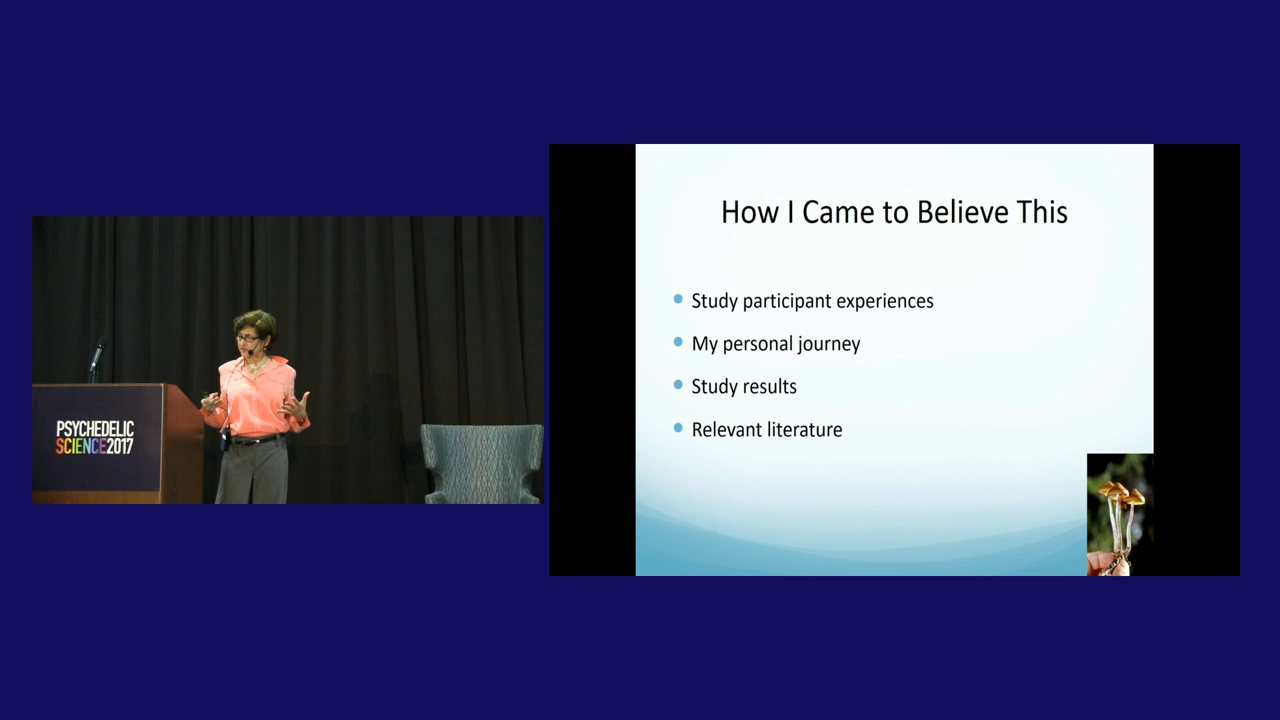 PSYCHEDELIC
SCIENCE2017
How I Came to Believe This
Study participant experiences
My personal journey
Study results
Relevant literature